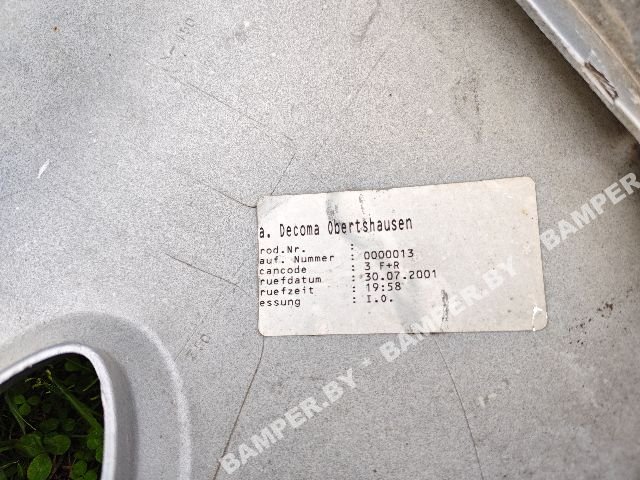 a. Decoma Obertshausen
rod.Nr. :
auf. Nummer : 0000013
cancode : 3 F+R
ruefdatum : 30.07.2001
ruefzeit : 19:58
essung : I.O.
BAMPER.BY - BAMPER.BY - BAMPER